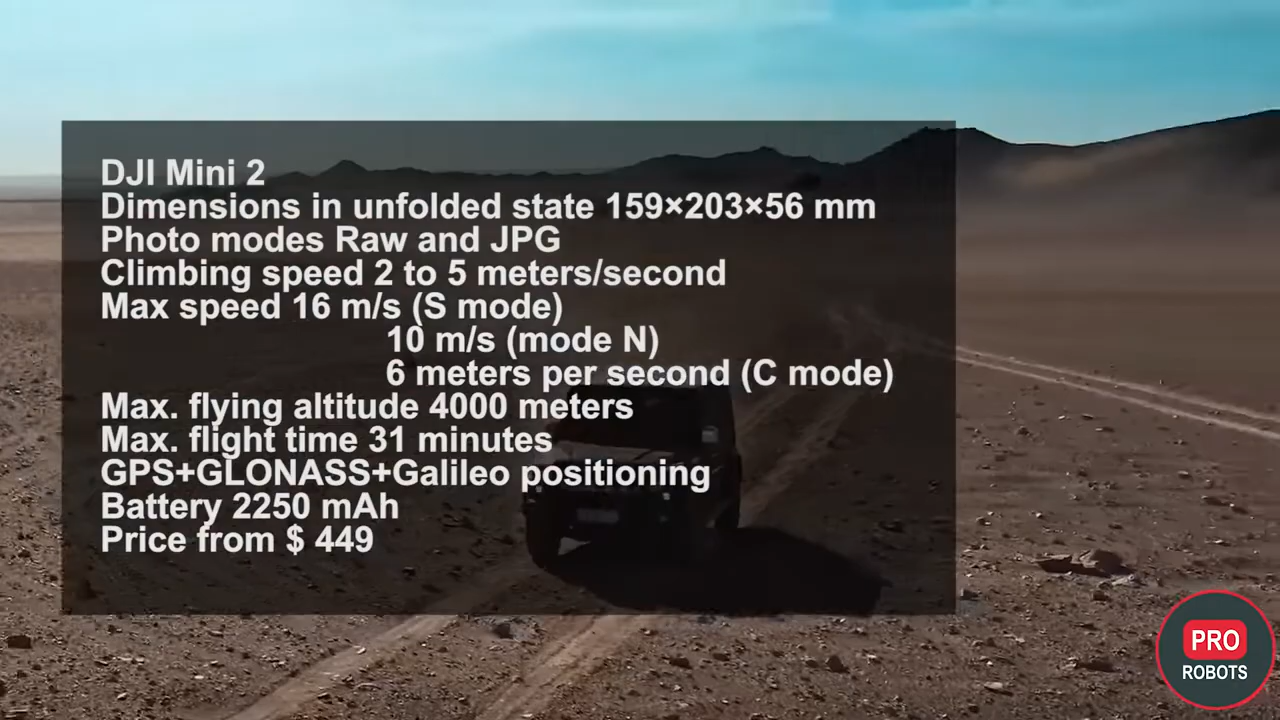 DJI Mini 2
Dimensions in unfolded state 159×203×56 mm
Photo modes Raw and JPG
Climbing speed 2 to 5 meters/second
Max speed 16 m/s (S mode)
10 m/s (mode N)
6 meters per second (C mode)
Max. flying altitude 4000 meters
Max. flight time 31 minutes
GPS+GLONASS+Galileo positioning
Battery 2250 mAh
Price from $ 449
PRO
ROBOTS